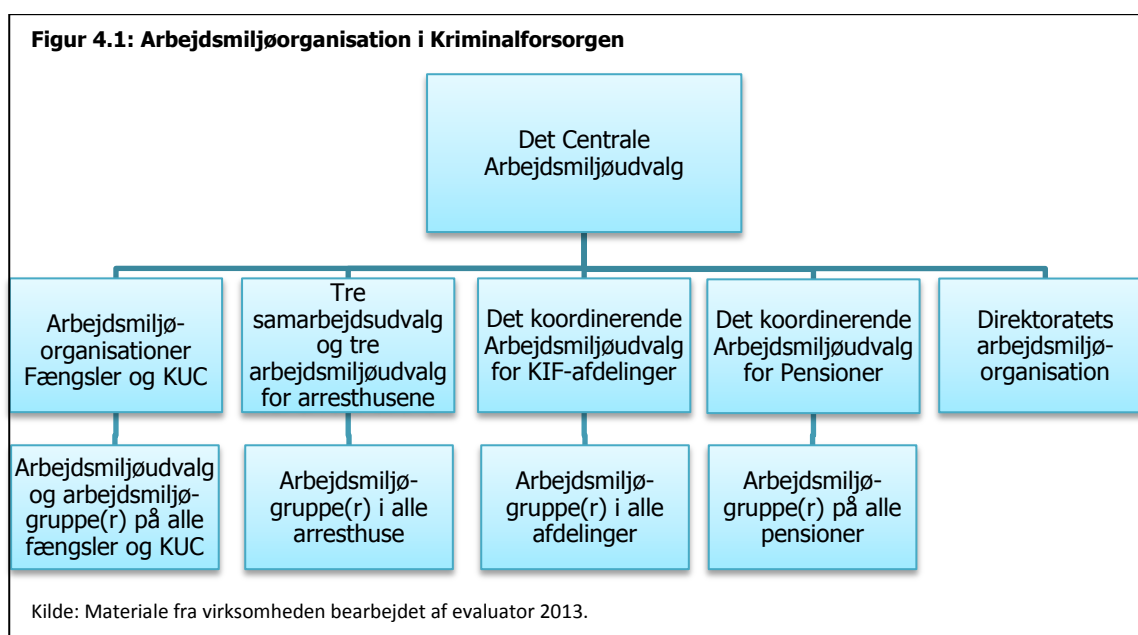 Figur 4.1: Arbejdsmiljøorganisation i Kriminalforsorgen
Det Centrale
Arbejdsmiljøudvalg
Arbejdsmiljø-
organisationer
Fængsler og KUC
Tre
samarbejdsudvalg
og tre
arbejdsmiljøudvalg
for arresthusene
Det koordinerende
Arbejdsmiljøudvalg
for KIF-afdelinger
Det koordinerende
Arbejdsmiljøudvalg
for Pensioner
Direktoratets
arbejdsmiljø-
organisation
Arbejdsmiljøudvalg
og arbejdsmiljø-
gruppe(r) på alle
fængsler og KUC
Arbejdsmiljø-
gruppe(r) i alle
arresthuse
Arbejdsmiljø-
gruppe(r) i alle
afdelinger
Arbejdsmiljø-
gruppe(r) på alle
pensioner
Kilde: Materiale fra virksomheden bearbejdet af evaluator 2013.